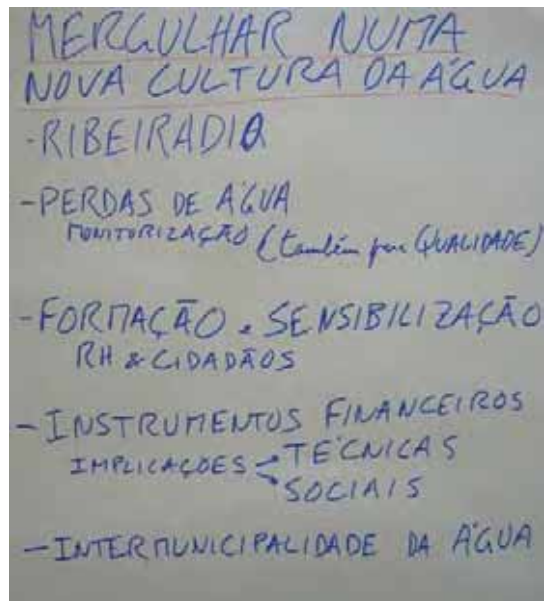 MERGULHAR NUMA
NOVA CULTURA DA ÁGUA
- RIBEIRADIO
- PERDAS DE ÁGUA
MONITORIZAÇÃO (também por QUALIDADE)
- FORMAÇÃO e SENSIBILIZAÇÃO
RH & CIDADÃOS
- INSTRUMENTOS FINANCEIROS
IMPLICAÇÕES TÉCNICAS
SOCIAIS
- INTERMUNICIPALIDADE DA ÁGUA